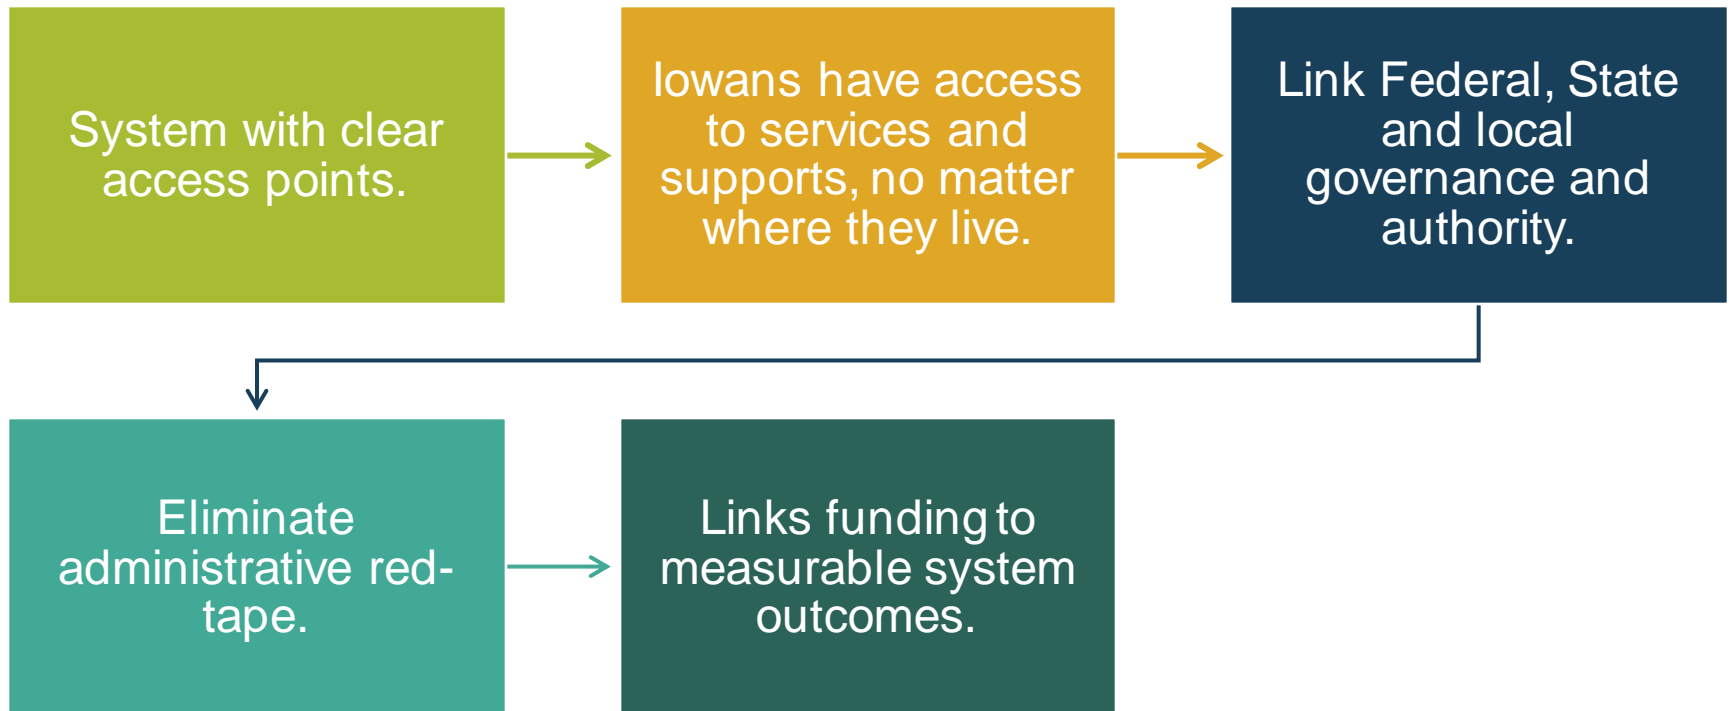 System with clear
access points.
Iowans have access
to services and
supports, no matter
where they live.
Link Federal, State
and local
governance and
authority.
Eliminate
administrative red-
tape.
Links funding to
measurable system
outcomes.